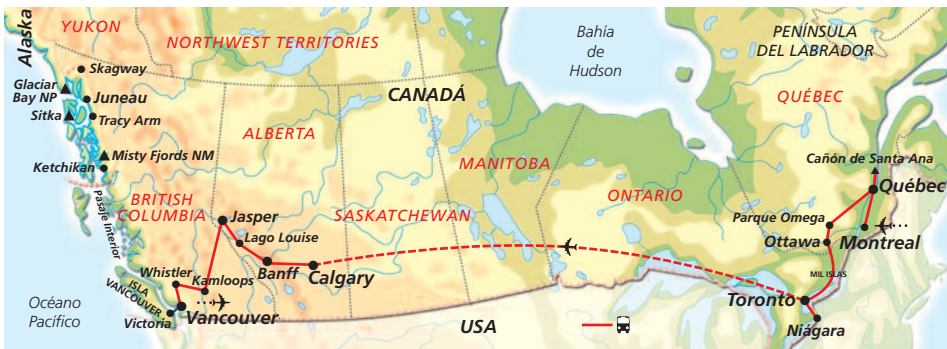 Alaska
YUKON
NORTHWEST TERRITORIES
Bahía
de
Hudson
PENÍNSULA
DEL LABRADOR
Skagway
Glaciar
Bay NP
Juneau
Sitka
Tracy Arm
CANADÁ
QUÉBEC
ALBERTA
MANITOBA
Misty Fjords NM
Ketchikan
Cañón de Santa Ana
Québec
BRITISH
COLUMBIA
Pasaje Interior
Jasper
SASKATCHEWAN
ONTARIO
Parque Omega
Lago Louise
Ottawa
Montreal
Banff
Calgary
Whistler
Kamloops
MIL ISLAS
ISLA
VANCOUVER
Océano
Pacífico
Victoria
Vancouver
Toronto
USA
Niágara